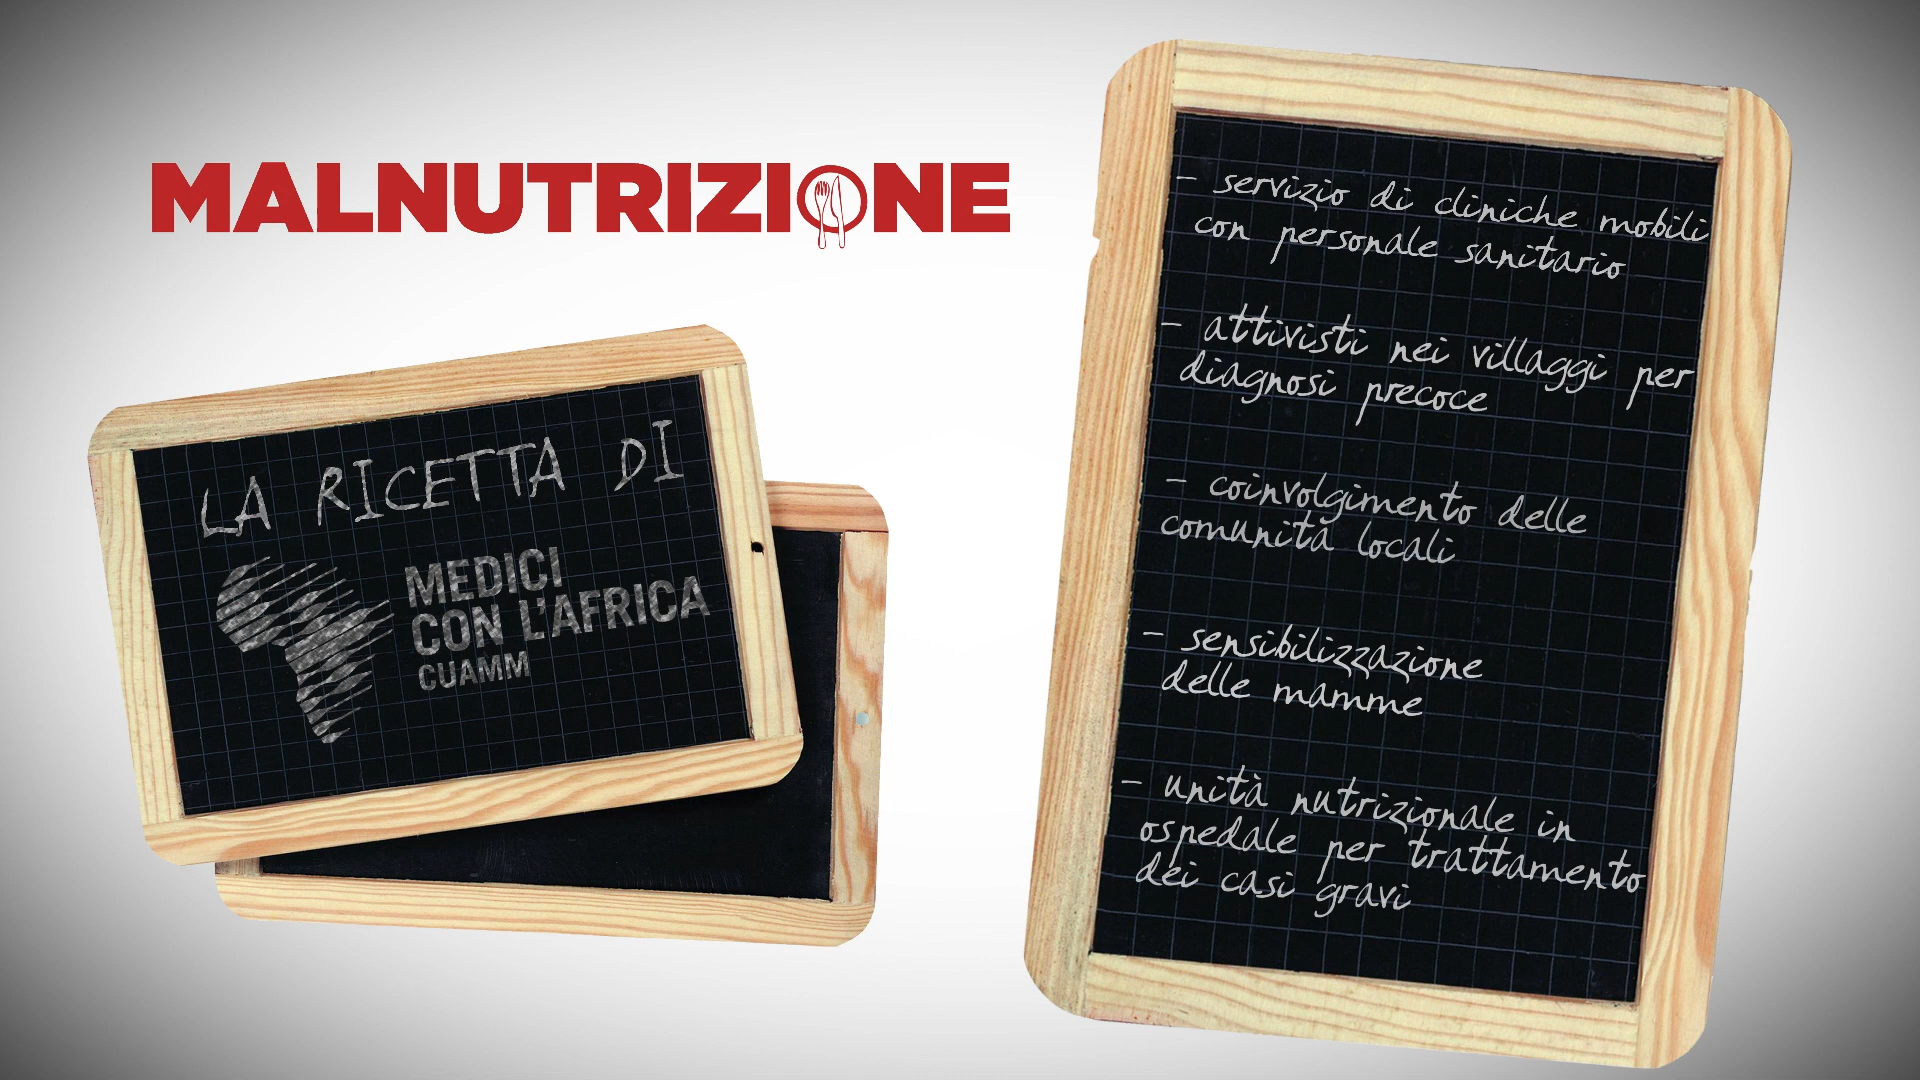 MALNUTRIZIONE
LA RICETTA DI
MEDICI
CON L'AFRICA
CUAMM
- servizio di cliniche mobili
con personale sanitario
- attivisti nei villaggi per
diagnosi precoce
- coinvolgimento delle
comunità locali
- sensibilizzazione
delle mamme
- unità nutrizionale in
ospedale per trattamento
dei casi gravi